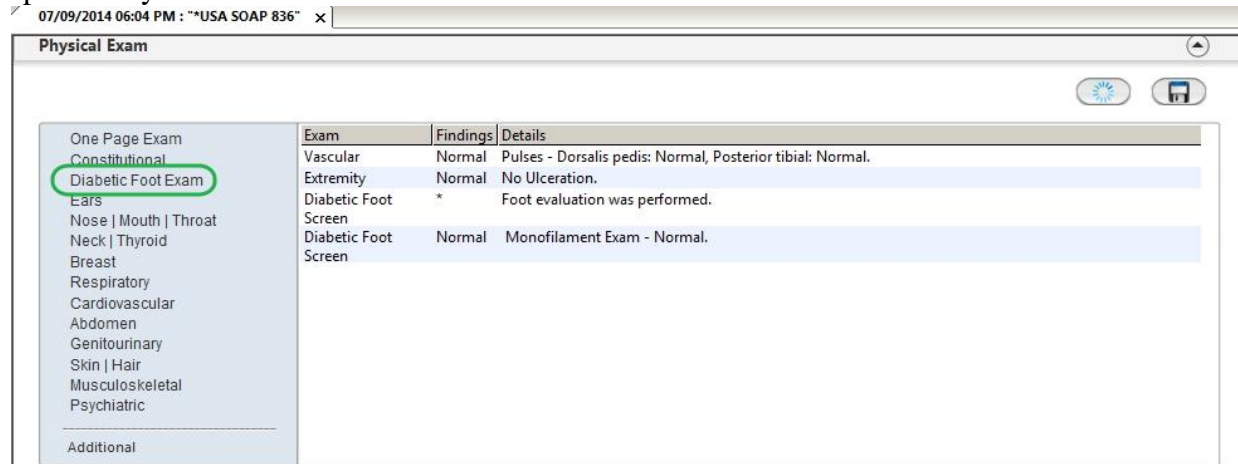 07/09/2014 06:04 PM : "*USA SOAP 836" x
Physical Exam
One Page Exam
Constitutional
Diabetic Foot Exam
Ears
Nose | Mouth | Throat
Neck | Thyroid
Breast
Respiratory
Cardiovascular
Abdomen
Genitourinary
Skin | Hair
Musculoskeletal
Psychiatric
Additional
Exam Findings Details
Vascular Normal Pulses - Dorsalis pedis: Normal, Posterior tibial: Normal.
Extremity Normal No Ulceration.
Diabetic Foot * Foot evaluation was performed.
Screen
Diabetic Foot Normal Monofilament Exam - Normal.
Screen